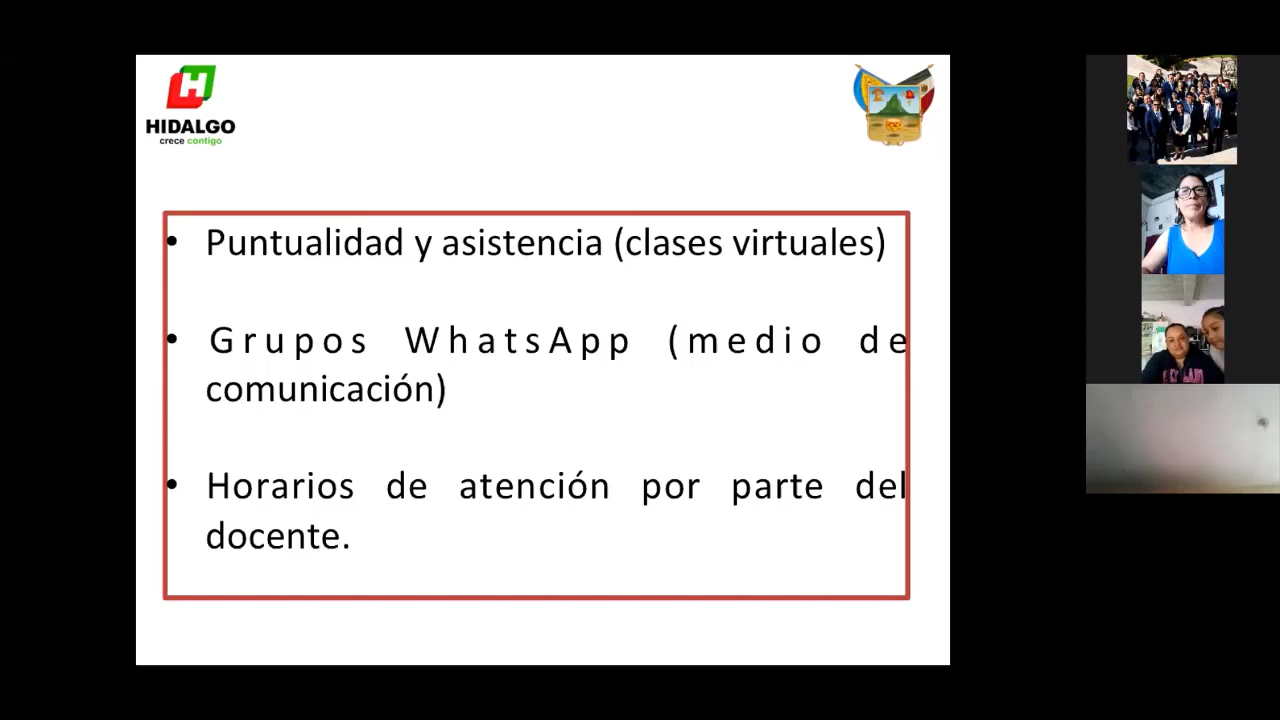 H
HIDALGO
crece contigo
• Puntualidad y asistencia (clases virtuales)
• Grupos WhatsApp (medio de
comunicación)
• Horarios de atención por parte del
docente.